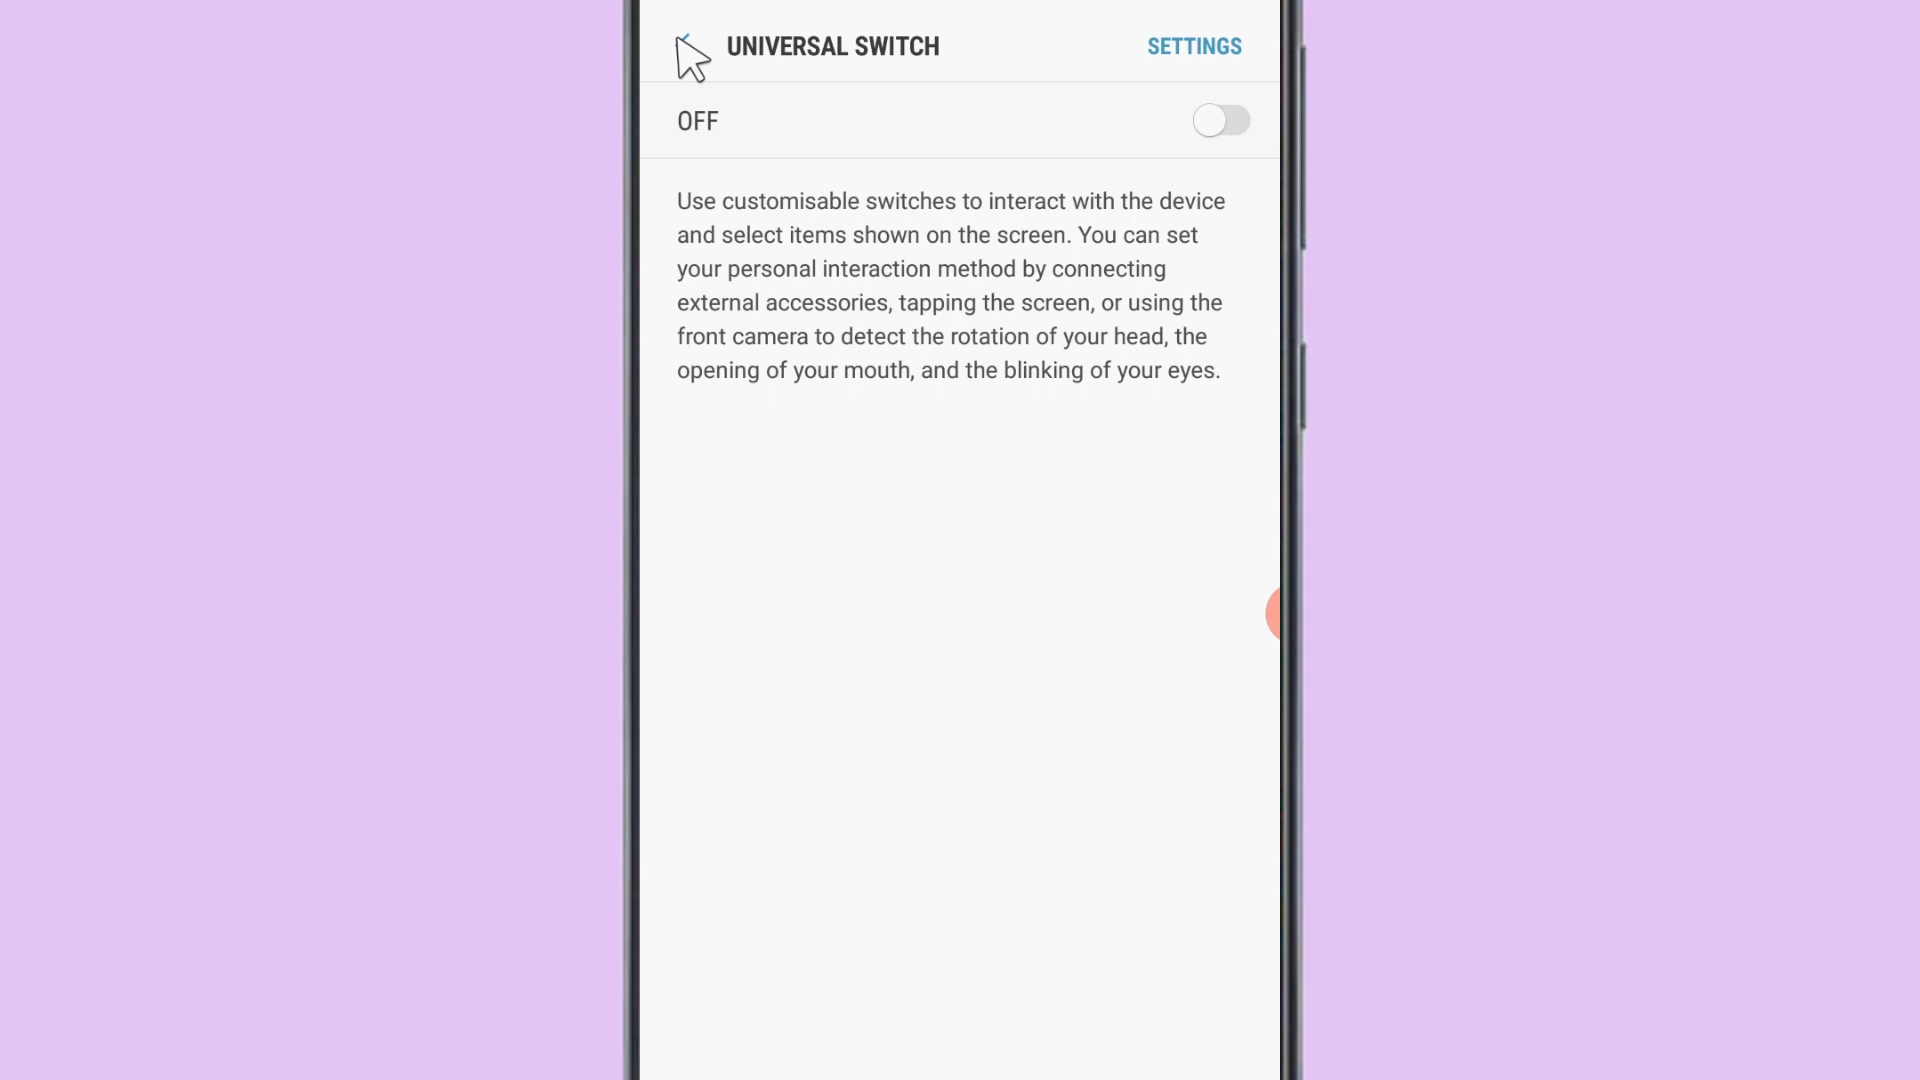 UNIVERSAL SWITCH
SETTINGS
OFF
Use customisable switches to interact with the device
and select items shown on the screen. You can set
your personal interaction method by connecting
external accessories, tapping the screen, or using the
front camera to detect the rotation of your head, the
opening of your mouth, and the blinking of your eyes.